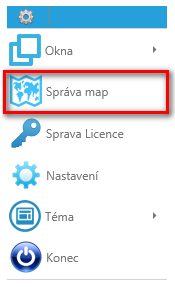 Okna
Správa map
Sprava Licence
Nastavení
Téma
Konec